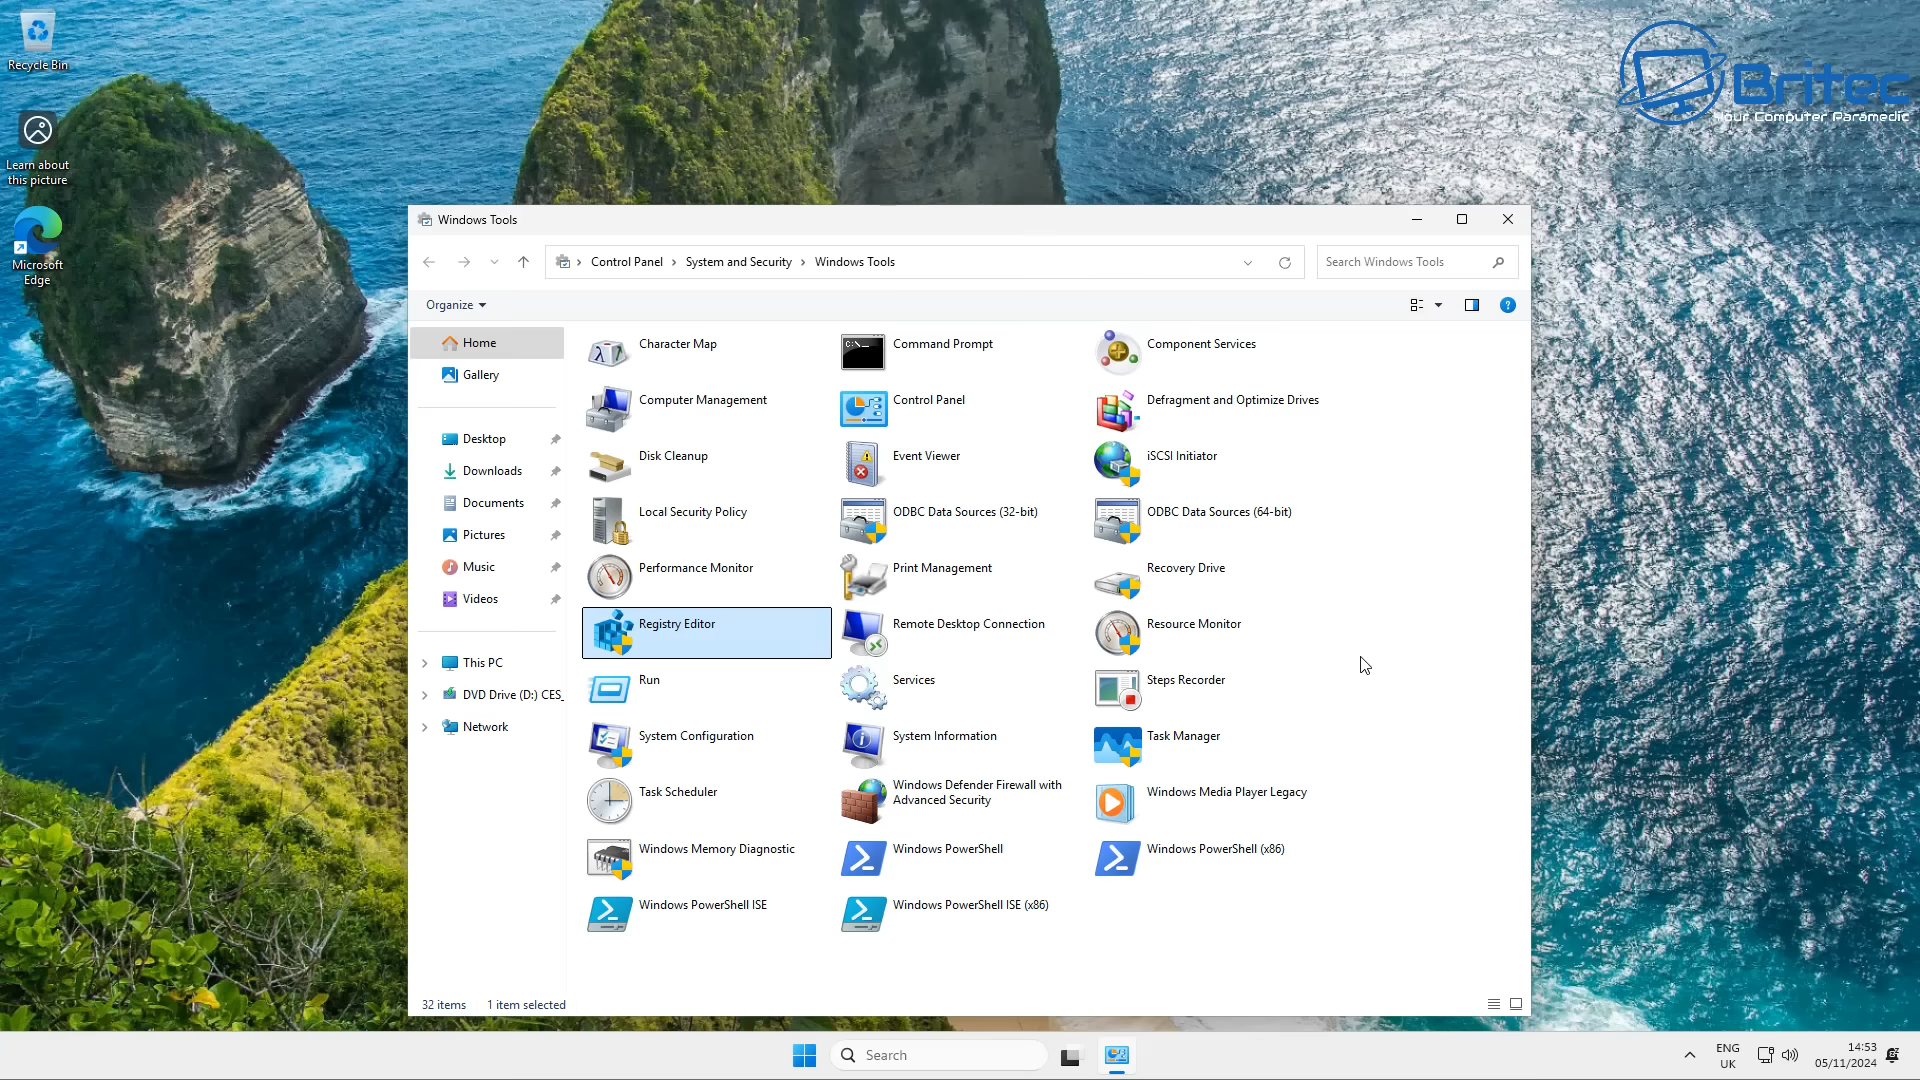 Recycle Bin
Learn about
this picture
Microsoft
Edge
Britec
Your Computer Paramedic
Windows Tools
Control Panel
System and Security
Windows Tools
Search Windows Tools
Organize
Home
Gallery
Desktop
Downloads
Documents
Pictures
Music
Videos
This PC
DVD Drive (D:) CES_
Network
Character Map
Command Prompt
C:\._
Component Services
Computer Management
Control Panel
Defragment and Optimize Drives
Disk Cleanup
Event Viewer
iSCSI Initiator
Local Security Policy
ODBC Data Sources (32-bit)
ODBC Data Sources (64-bit)
Performance Monitor
Print Management
Recovery Drive
Registry Editor
Remote Desktop Connection
Resource Monitor
Run
Services
Steps Recorder
System Configuration
System Information
Task Manager
Task Scheduler
Windows Defender Firewall with
Advanced Security
Windows Media Player Legacy
Windows Memory Diagnostic
Windows PowerShell
Windows PowerShell (x86)
Windows PowerShell ISE
Windows PowerShell ISE (x86)
32 items
1 item selected
Search
ENG
UK
14:53
05/11/2024